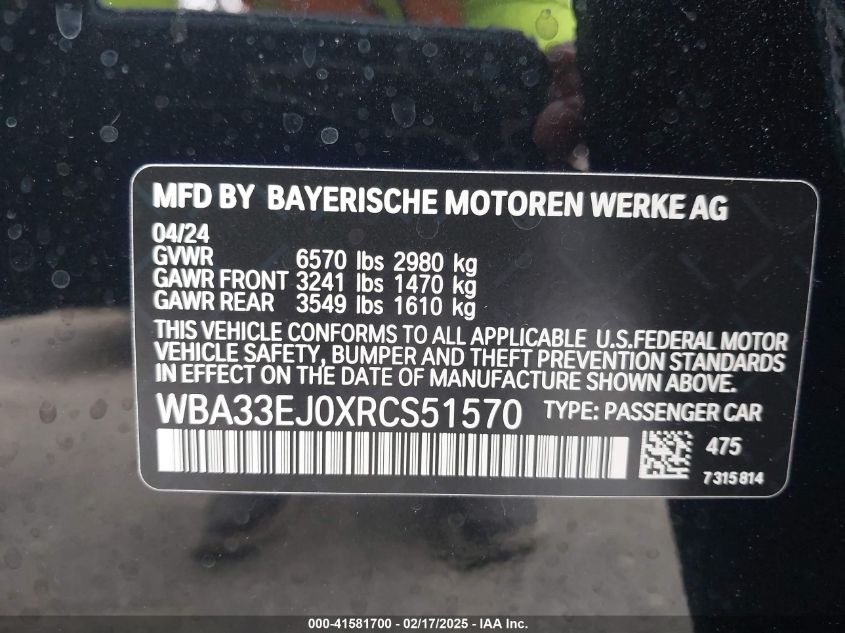 MFD BY BAYERISCHE MOTOREN WERKE AG
04/24
GVWR 6570 lbs 2980 kg
GAWR FRONT 3241 lbs 1470 kg
GAWR REAR 3549 lbs 1610 kg
THIS VEHICLE CONFORMS TO ALL APPLICABLE U.S.FEDERAL MOTOR
VEHICLE SAFETY, BUMPER AND THEFT PREVENTION STANDARDS
IN EFFECT ON THE DATE OF MANUFACTURE SHOWN ABOVE.
WBA33EJ0XRCS51570 TYPE: PASSENGER CAR
475
7315814
000-41581700 - 02/17/2025 - IAA Inc.